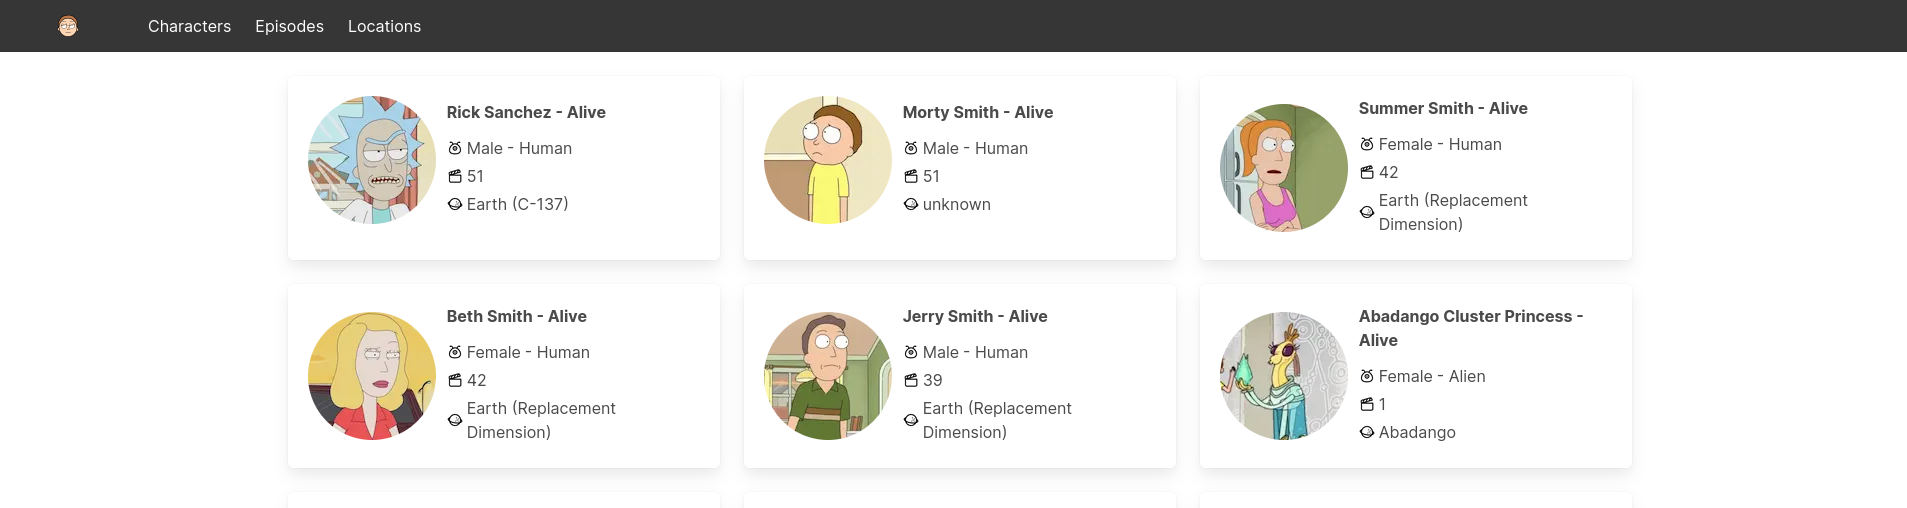 Characters Episodes Locations
Rick Sanchez - Alive
Male - Human
51
Earth (C-137)
Morty Smith - Alive
Male - Human
51
unknown
Summer Smith - Alive
Female - Human
42
Earth (Replacement
Dimension)
Beth Smith - Alive
Female - Human
42
Earth (Replacement
Dimension)
Jerry Smith - Alive
Male - Human
39
Earth (Replacement
Dimension)
Abadango Cluster Princess -
Alive
Female - Alien
1
Abadango